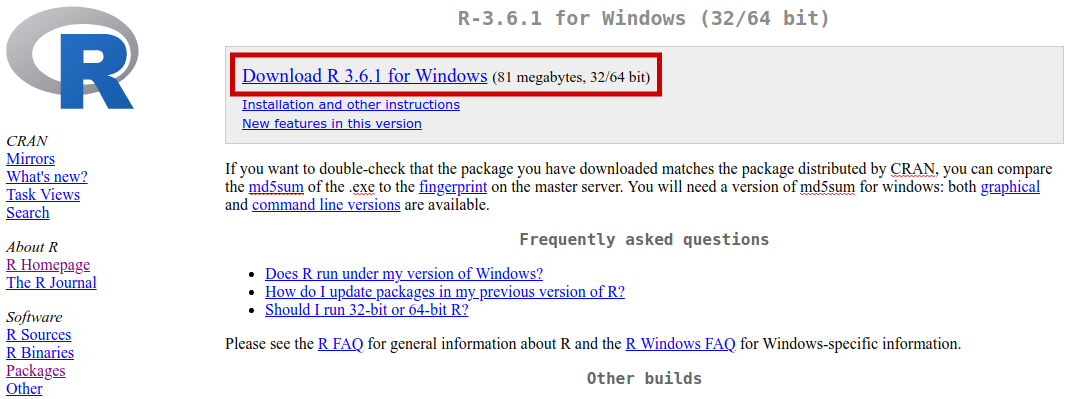 R
CRAN
Mirrors
What's new?
Task Views
Search
About R
R Homepage
The R Journal
Software
R Sources
R Binaries
Packages
Other
R-3.6.1 for Windows (32/64 bit)
Download R 3.6.1 for Windows (81 megabytes, 32/64 bit)
Installation and other instructions
New features in this version
If you want to double-check that the package you have downloaded matches the package distributed by CRAN, you can compare
the md5sum of the .exe to the fingerprint on the master server. You will need a version of md5sum for windows: both graphical
and command line versions are available.
Frequently asked questions
• Does R run under my version of Windows?
• How do I update packages in my previous version of R?
• Should I run 32-bit or 64-bit R?
Please see the R FAQ for general information about R and the R Windows FAQ for Windows-specific information.
Other builds